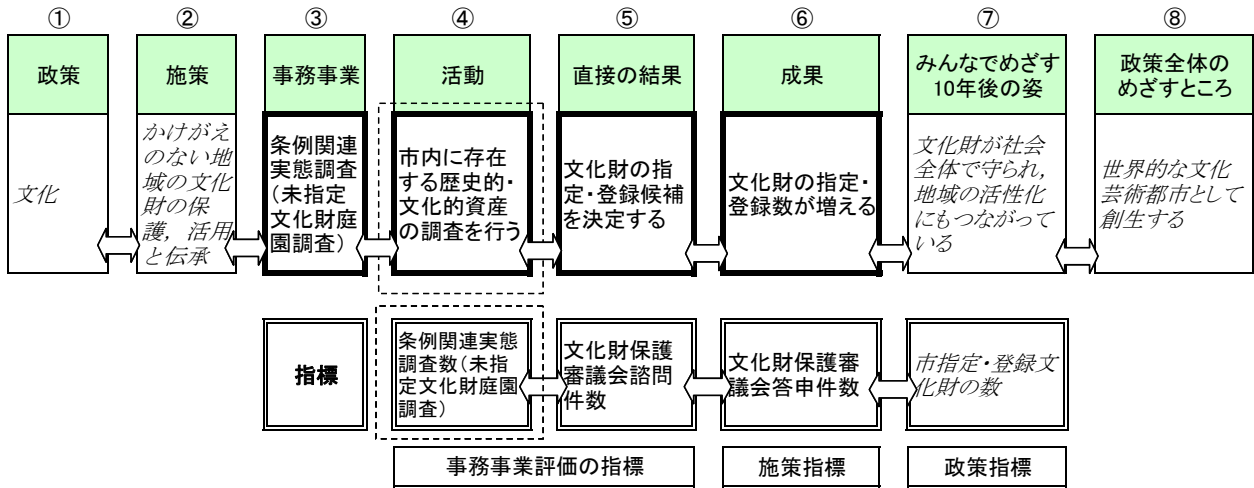 ① ② ③ ④ ⑤ ⑥ ⑦ ⑧
政策
施策
事務事業
活動
直接の結果
成果
みんなでめざす
10年後の姿
政策全体の
めざすところ
文化
かけがえ
のない地
域の文化
財の保
護，活用
と伝承
条例関連
実態調査
(未指定
文化財庭
園調査)
市内に存在
する歴史的・
文化的資産
の調査を行う
文化財の指
定・登録候補
を決定する
文化財の指定・
登録数が増える
文化財が社会
全体で守られ，
地域の活性化
にもつながって
いる
世界的な文化
芸術都市として
創生する
指標
条例関連実態
調査数(未指
定文化財庭園
調査)
文化財保護
審議会諮問
件数
文化財保護審
議会答申件数
市指定・登録文
化財の数
事務事業評価の指標
施策指標
政策指標